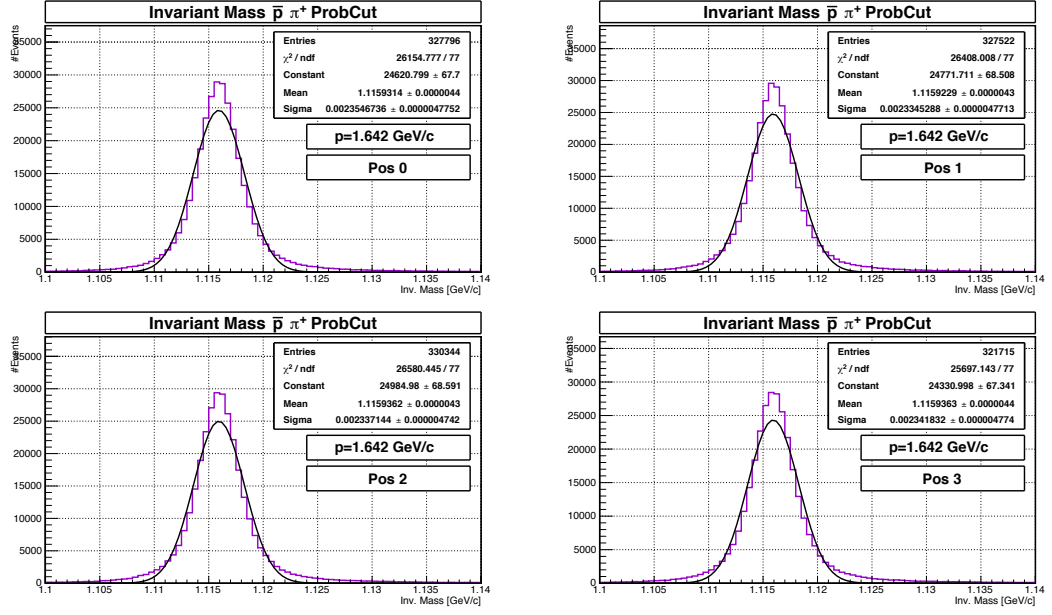 Invariant Mass p̅ π⁺ ProbCut
#Events
35000
30000
25000
20000
15000
10000
5000
0
Entries 327796
χ² / ndf 26154.777 / 77
Constant 24620.799 ± 67.7
Mean 1.1159314 ± 0.0000044
Sigma 0.0023546736 ± 0.0000047752
p=1.642 GeV/c
Pos 0
1.1 1.105 1.11 1.115 1.12 1.125 1.13 1.135 1.14
Inv. Mass [GeV/c]
Invariant Mass p̅ π⁺ ProbCut
#Events
35000
30000
25000
20000
15000
10000
5000
0
Entries 327522
χ² / ndf 26408.008 / 77
Constant 24771.711 ± 68.508
Mean 1.1159229 ± 0.0000043
Sigma 0.0023345288 ± 0.0000047713
p=1.642 GeV/c
Pos 1
1.1 1.105 1.11 1.115 1.12 1.125 1.13 1.135 1.14
Inv. Mass [GeV/c]
Invariant Mass p̅ π⁺ ProbCut
#Events
35000
30000
25000
20000
15000
10000
5000
0
Entries 330344
χ² / ndf 26580.445 / 77
Constant 24984.98 ± 68.591
Mean 1.1159362 ± 0.0000043
Sigma 0.002337144 ± 0.000004742
p=1.642 GeV/c
Pos 2
1.1 1.105 1.11 1.115 1.12 1.125 1.13 1.135 1.14
Inv. Mass [GeV/c]
Invariant Mass p̅ π⁺ ProbCut
#Events
35000
30000
25000
20000
15000
10000
5000
0
Entries 321715
χ² / ndf 25697.143 / 77
Constant 24330.998 ± 67.341
Mean 1.1159363 ± 0.0000044
Sigma 0.002341832 ± 0.000004774
p=1.642 GeV/c
Pos 3
1.1 1.105 1.11 1.115 1.12 1.125 1.13 1.135 1.14
Inv. Mass [GeV/c]